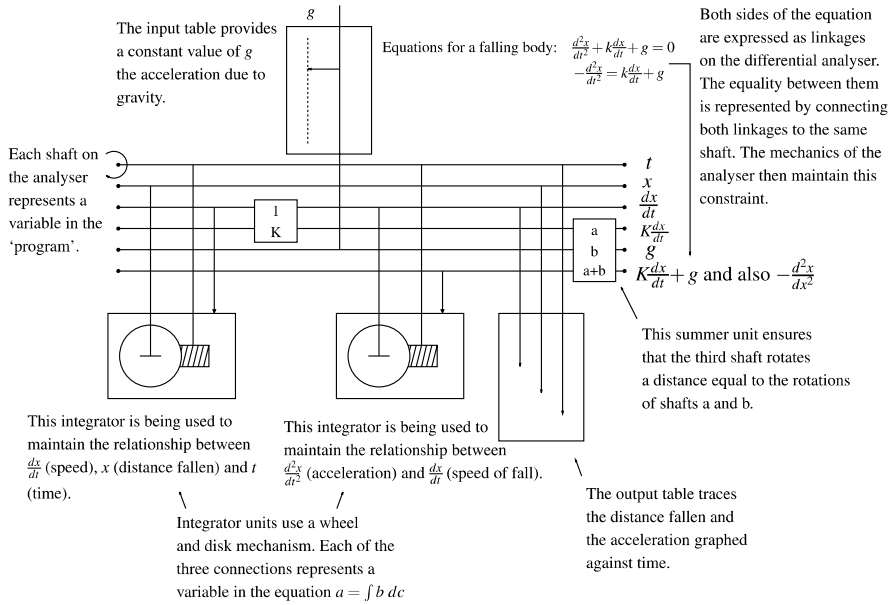 g
The input table provides
a constant value of g
the acceleration due to
gravity.
Equations for a falling body: d²x/dt² + k dx/dt + g = 0
−d²x/dt² = k dx/dt + g
Both sides of the equation
are expressed as linkages
on the differential analyser.
The equality between them
is represented by connecting
both linkages to the same
shaft. The mechanics of the
analyser then maintain this
constraint.
Each shaft on
the analyser
represents a
variable in the
‘program’.
t
x
dx/dt
1
K
a
b
a+b
K dx/dt
g
K dx/dt + g and also −d²x/dx²
This summer unit ensures
that the third shaft rotates
a distance equal to the rotations
of shafts a and b.
This integrator is being used to
maintain the relationship between
dx/dt (speed), x (distance fallen) and t
(time).
This integrator is being used to
maintain the relationship between
d²x/dt² (acceleration) and dx/dt (speed of fall).
Integrator units use a wheel
and disk mechanism. Each of the
three connections represents a
variable in the equation a = ∫ b dc
The output table traces
the distance fallen and
the acceleration graphed
against time.